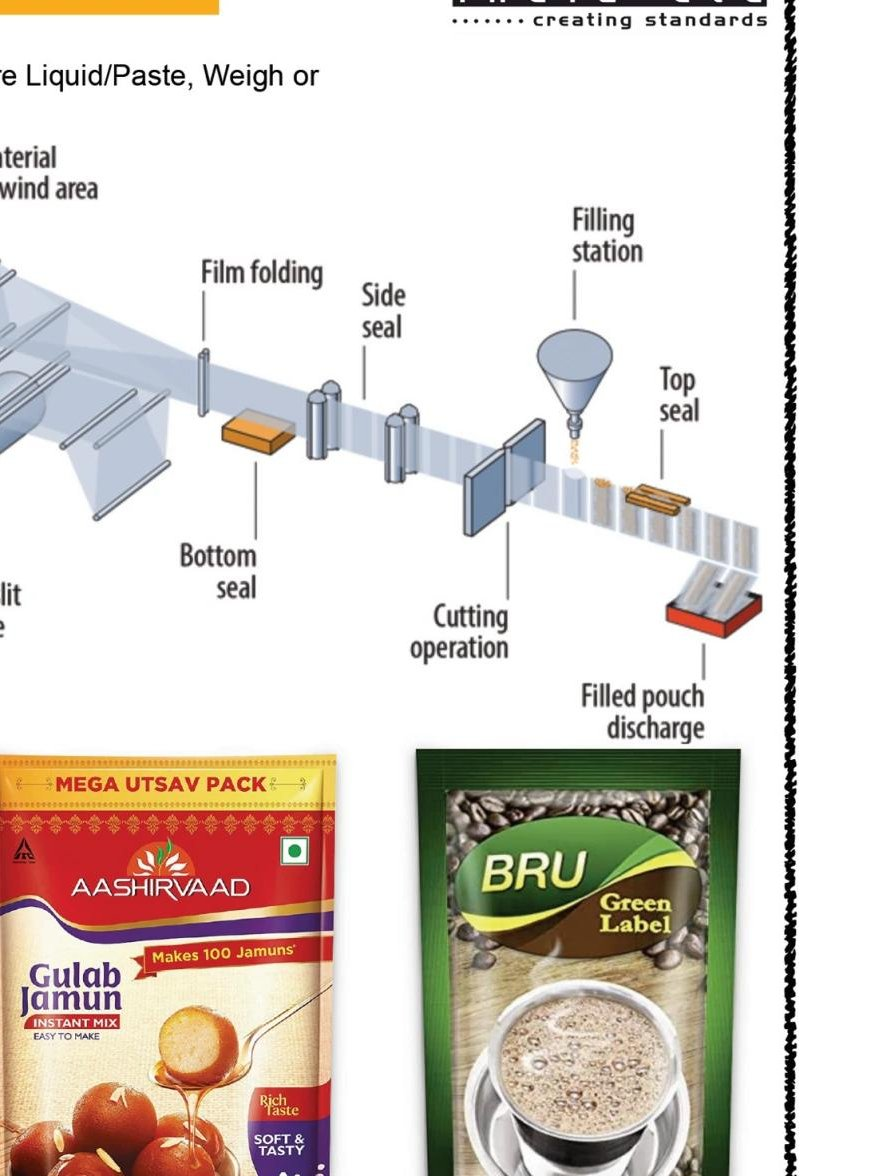 creating standards
re Liquid/Paste, Weigh or
terial
wind area
Filling
station
Film folding
Side
seal
Top
seal
Bottom
seal
lit
e
Cutting
operation
Filled pouch
discharge
MEGA UTSAV PACK
AASHIRVAAD
Makes 100 Jamuns*
Gulab
Jamun
INSTANT MIX
EASY TO MAKE
Rich
Taste
SOFT &
TASTY
BRU
Green
Label